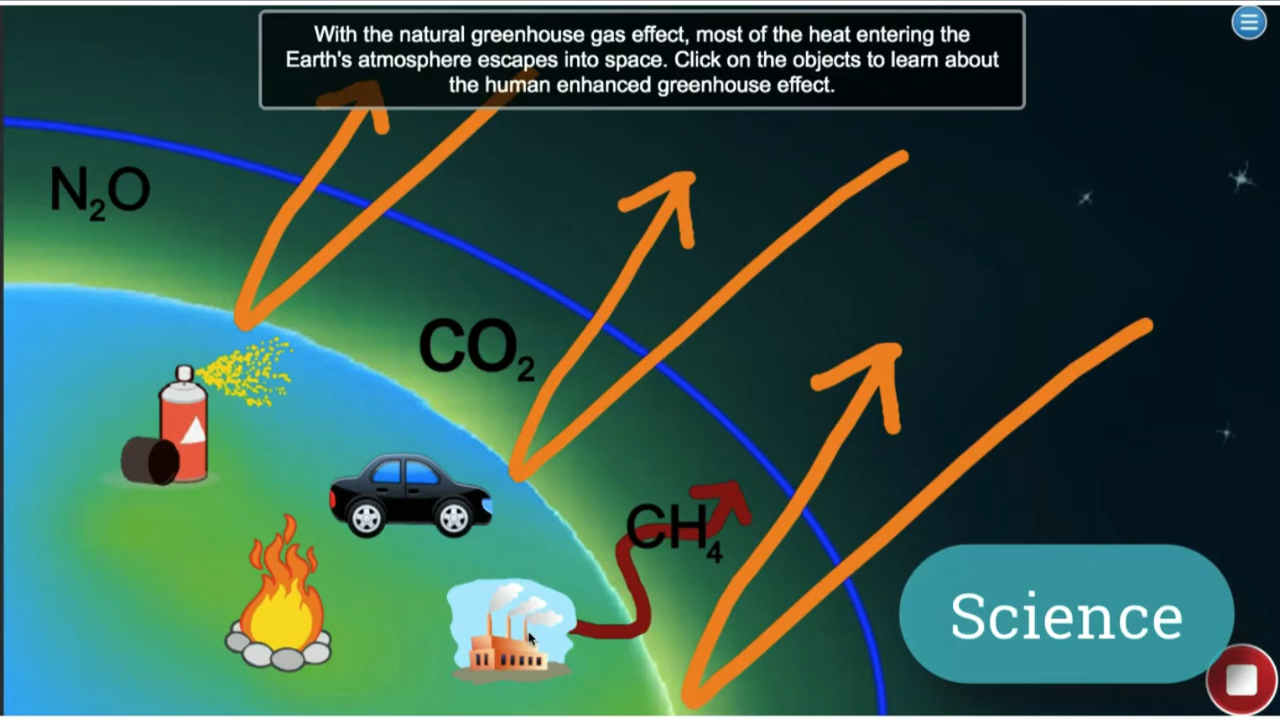 With the natural greenhouse gas effect, most of the heat entering the
Earth's atmosphere escapes into space. Click on the objects to learn about
the human enhanced greenhouse effect.
N₂O
CO₂
CH₄
Science